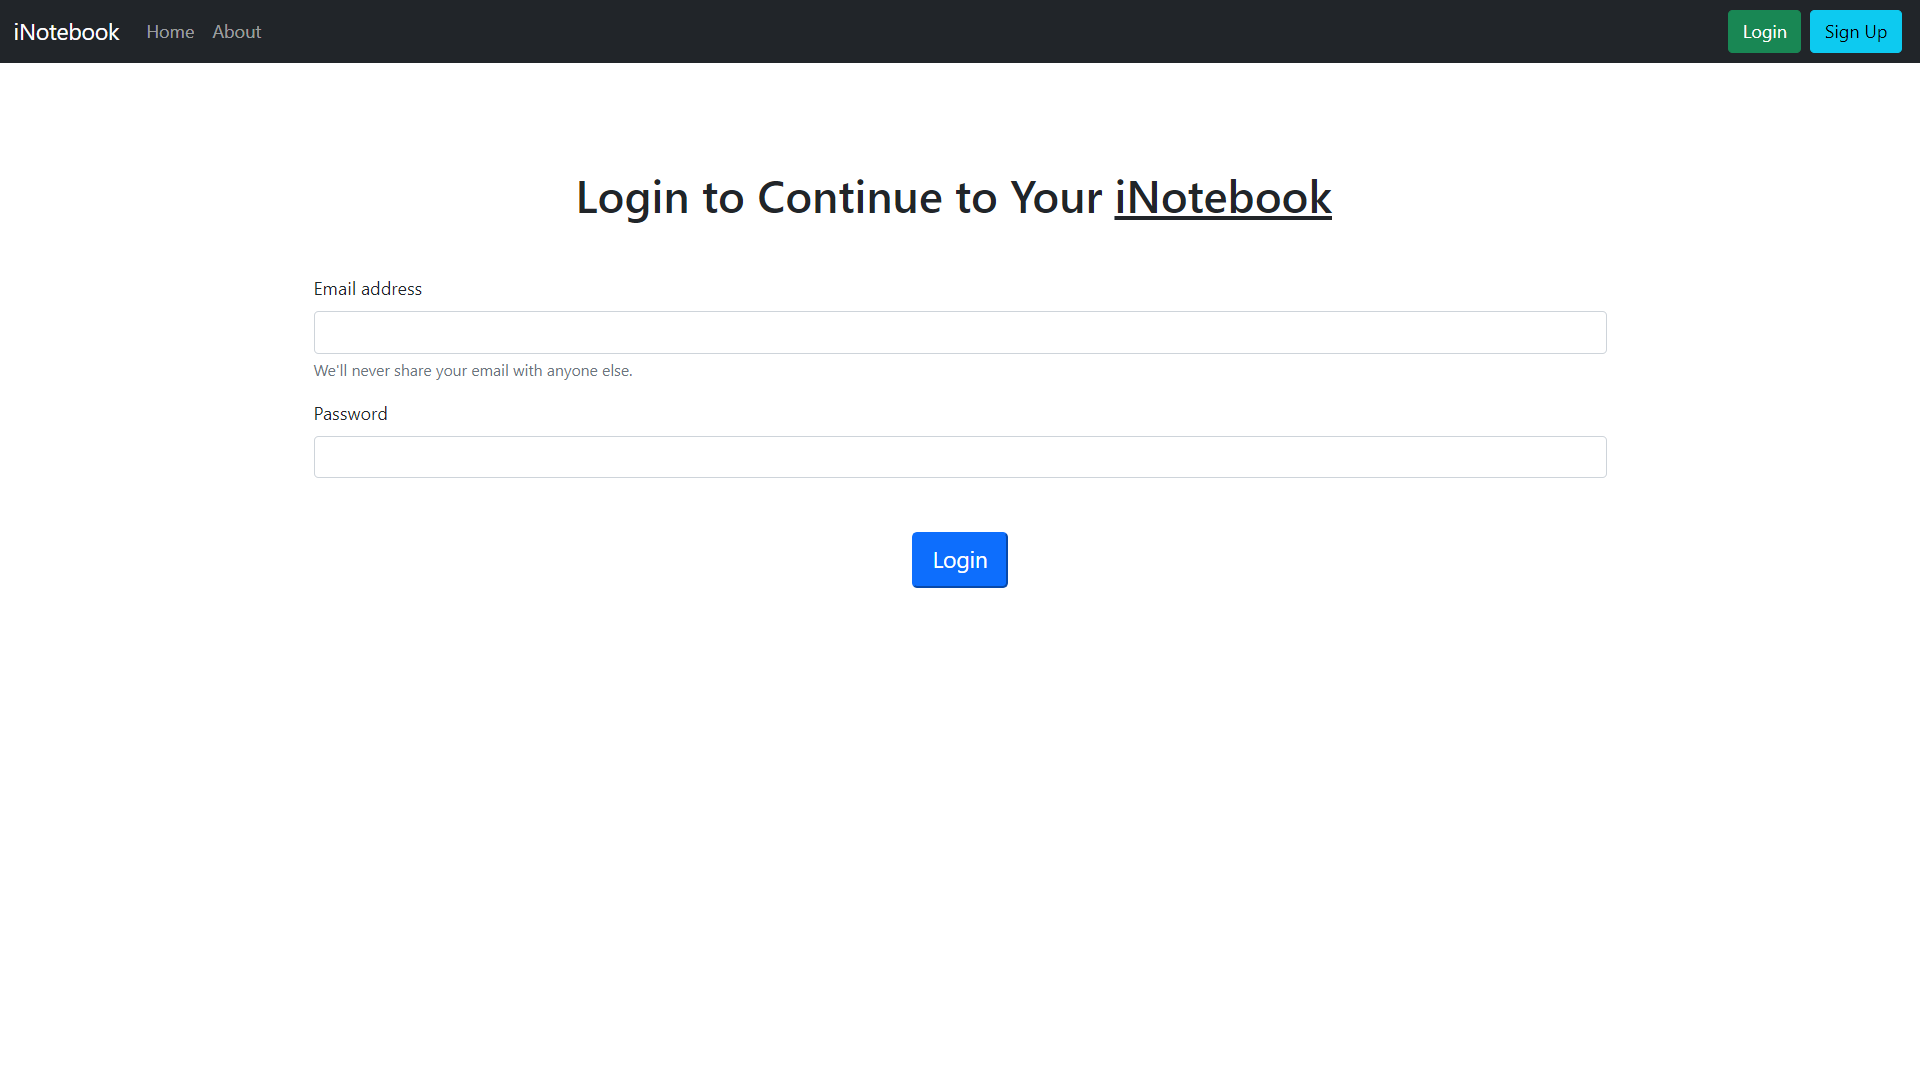 iNotebook Home About Login Sign Up
Login to Continue to Your iNotebook
Email address
We'll never share your email with anyone else.
Password
Login